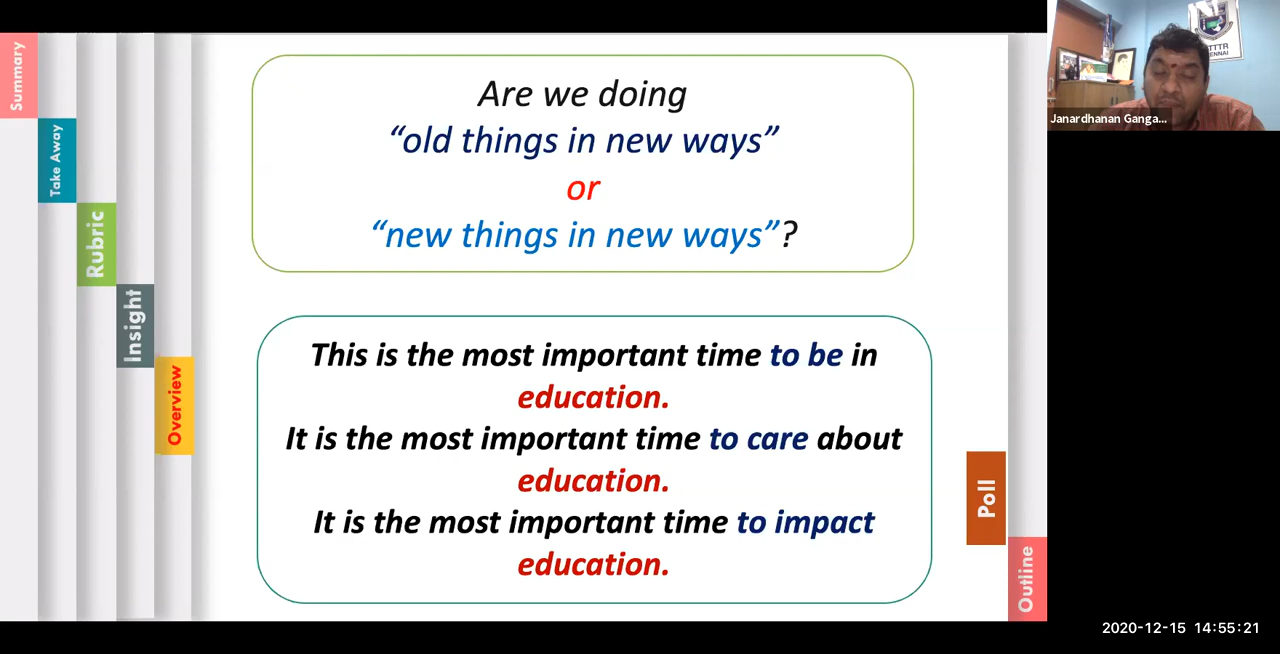 Summary
Take Away
Rubric
Insight
Overview
Are we doing
“old things in new ways”
or
“new things in new ways”?
This is the most important time to be in
education.
It is the most important time to care about
education.
It is the most important time to impact
education.
Poll
Outline
TTTR
Janardhanan Ganga...
2020-12-15 14:55:21